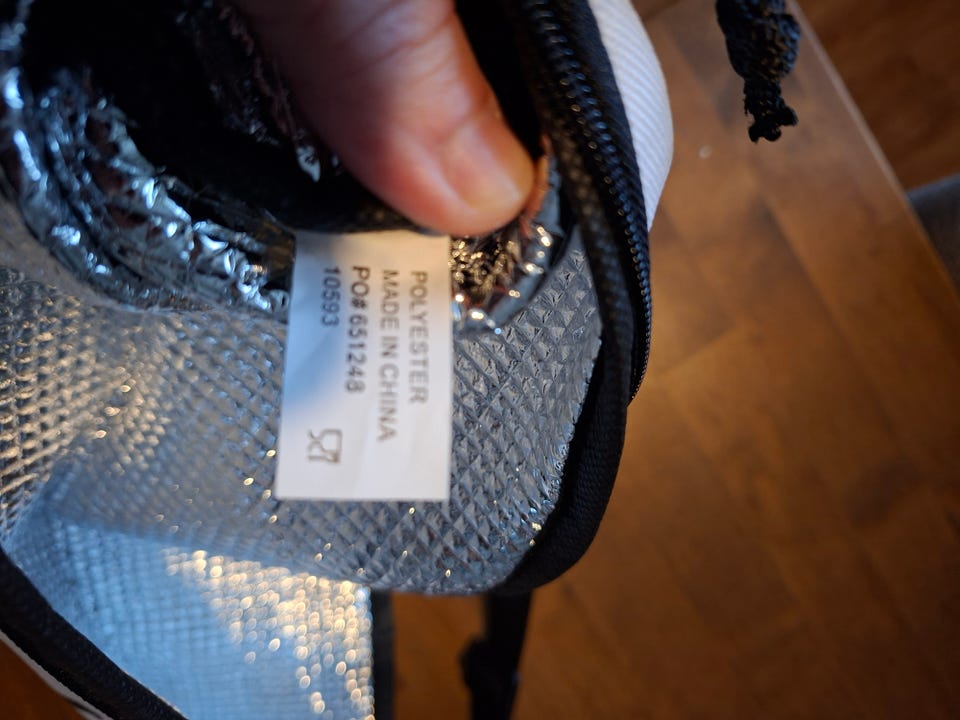 POLYESTER
MADE IN CHINA
PO# 651248
10593